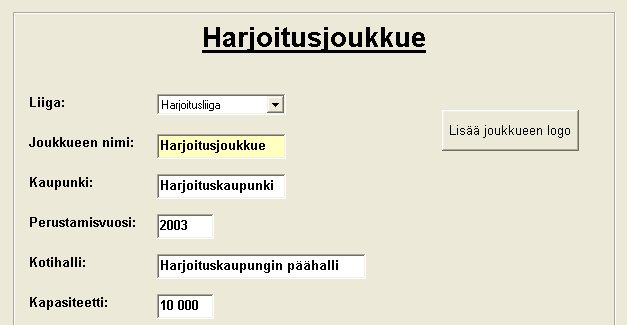 Harjoitusjoukkue
Liiga: Harjoitusliiga
Lisää joukkueen logo
Joukkueen nimi: Harjoitusjoukkue
Kaupunki: Harjoituskaupunki
Perustamisvuosi: 2003
Kotihalli: Harjoituskaupungin päähalli
Kapasiteetti: 10 000